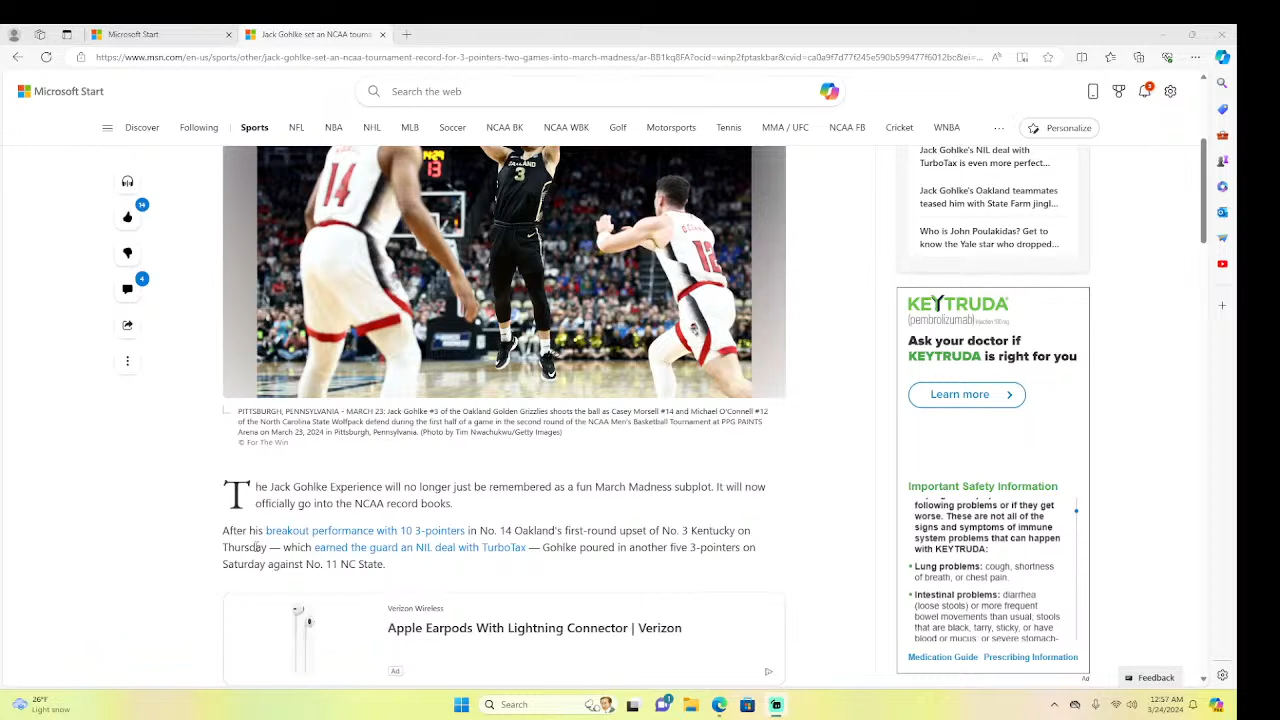 Microsoft Start
Jack Gohlke set an NCAA tourna
https://www.msn.com/en-us/sports/other/jack-gohlke-set-an-ncaa-tournament-record-for-3-pointers-two-games-into-march-madness/ar-BB1kq8FA?ocid=winp2fptaskbar&cvid=ca0a9f7d77f245e590b599477f6012bc&ei=...
Microsoft Start
Search the web
3
Discover
Following
Sports
NFL
NBA
NHL
MLB
Soccer
NCAA BK
NCAA WBK
Golf
Motorsports
Tennis
MMA / UFC
NCAA FB
Cricket
WNBA
Personalize
14
4
14
13
3
12
PITTSBURGH, PENNSYLVANIA - MARCH 23: Jack Gohlke #3 of the Oakland Golden Grizzlies shoots the ball as Casey Morsell #14 and Michael O'Connell #12
of the North Carolina State Wolfpack defend during the first half of a game in the second round of the NCAA Men's Basketball Tournament at PPG PAINTS
Arena on March 23, 2024 in Pittsburgh, Pennsylvania. (Photo by Tim Nwachukwu/Getty Images)
© For The Win
The Jack Gohlke Experience will no longer just be remembered as a fun March Madness subplot. It will now
officially go into the NCAA record books.
After his breakout performance with 10 3-pointers in No. 14 Oakland's first-round upset of No. 3 Kentucky on
Thursday — which earned the guard an NIL deal with TurboTax — Gohlke poured in another five 3-pointers on
Saturday against No. 11 NC State.
Verizon Wireless
Apple Earpods With Lightning Connector | Verizon
Ad
Jack Gohlke's NIL deal with
TurboTax is even more perfect...
Jack Gohlke's Oakland teammates
teased him with State Farm jingl...
Who is John Poulakidas? Get to
know the Yale star who dropped...
KEYTRUDA
(pembrolizumab) Injection 100 mg
Ask your doctor if
KEYTRUDA is right for you
Learn more
Important Safety Information
following problems or if they get
worse. These are not all of the
signs and symptoms of immune
system problems that can happen
with KEYTRUDA:
• Lung problems: cough, shortness
of breath, or chest pain.
• Intestinal problems: diarrhea
(loose stools) or more frequent
bowel movements than usual; stools
that are black, tarry, sticky, or have
blood or mucus; or severe stomach-
Medication Guide Prescribing Information
Ad
Feedback
26°F
Light snow
Search
1
12:57 AM
3/24/2024